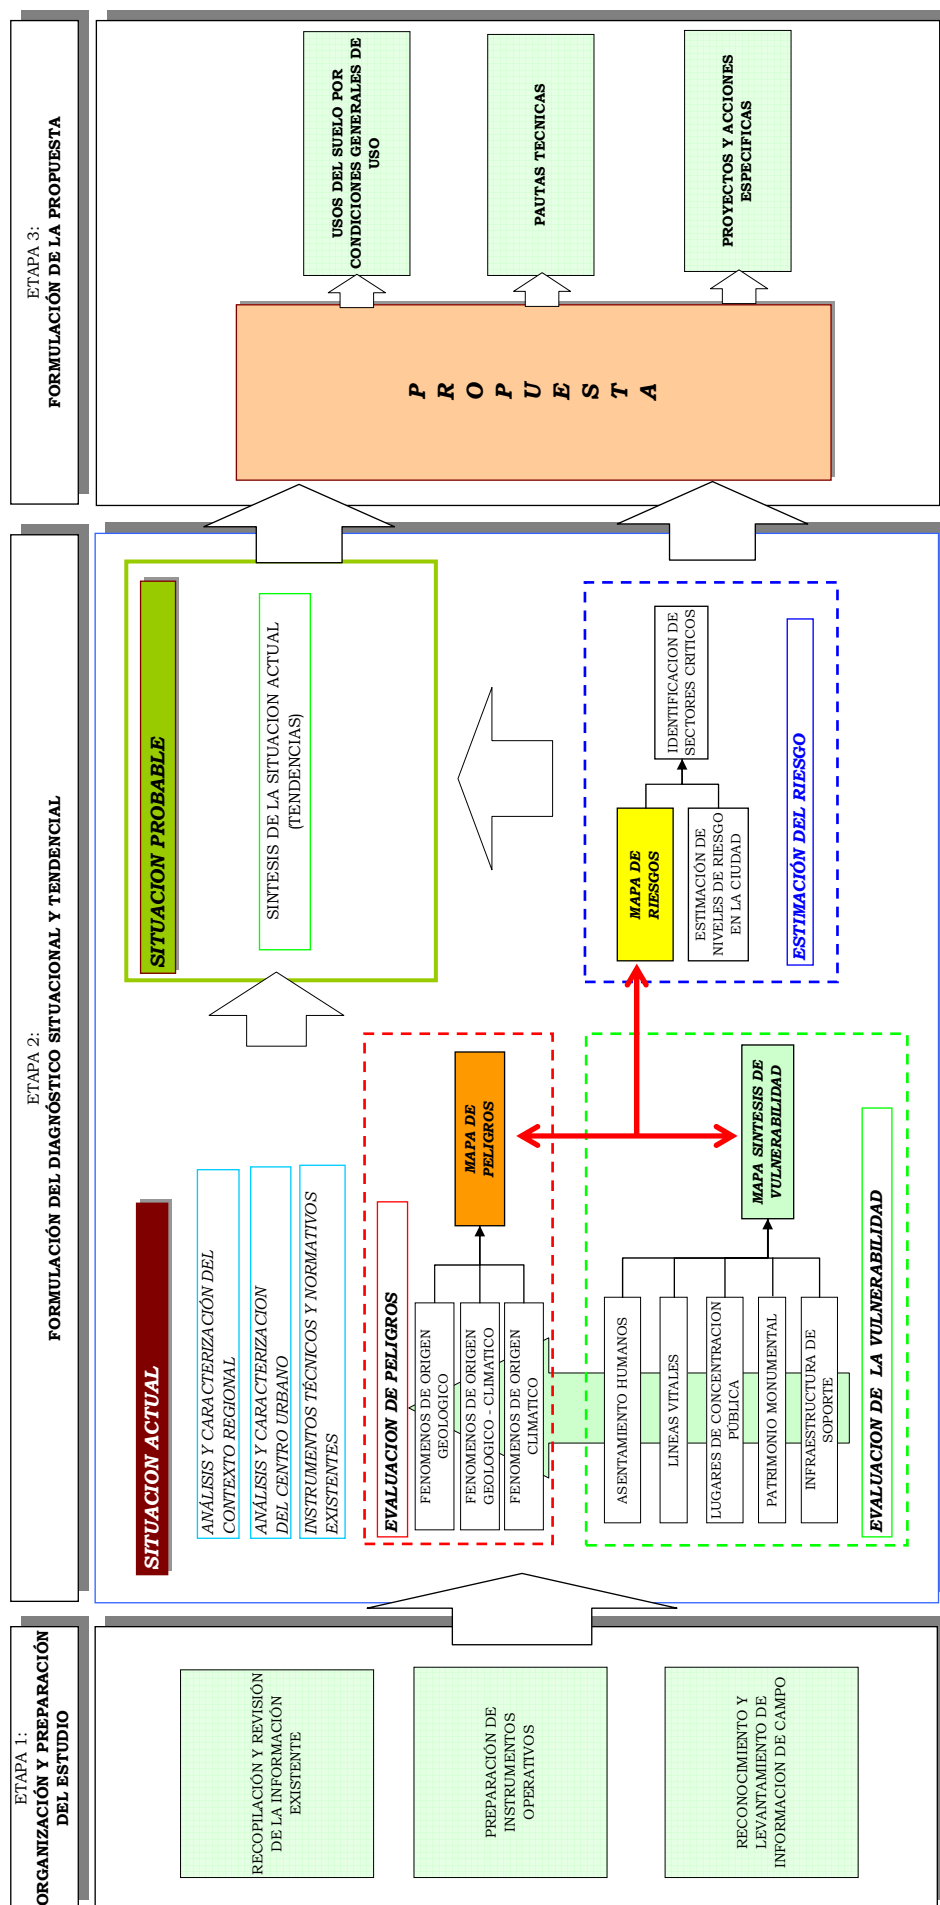 ETAPA 1:
ORGANIZACIÓN Y PREPARACIÓN
DEL ESTUDIO
RECOPILACIÓN Y REVISIÓN
DE LA INFORMACIÓN
EXISTENTE
PREPARACIÓN DE
INSTRUMENTOS
OPERATIVOS
RECONOCIMIENTO Y
LEVANTAMIENTO DE
INFORMACION DE CAMPO
ETAPA 2:
FORMULACIÓN DEL DIAGNÓSTICO SITUACIONAL Y TENDENCIAL
SITUACION ACTUAL
ANÁLISIS Y CARACTERIZACIÓN DEL
CONTEXTO REGIONAL
ANÁLISIS Y CARACTERIZACION
DEL CENTRO URBANO
INSTRUMENTOS TÉCNICOS Y NORMATIVOS
EXISTENTES
EVALUACION DE PELIGROS
FENOMENOS DE ORIGEN
GEOLOGICO
FENOMENOS DE ORIGEN
GEOLOGICO - CLIMATICO
FENOMENOS DE ORIGEN
CLIMATICO
MAPA DE
PELIGROS
ASENTAMIENTO HUMANOS
LINEAS VITALES
LUGARES DE CONCENTRACION
PÚBLICA
PATRIMONIO MONUMENTAL
INFRAESTRUCTURA DE
SOPORTE
MAPA SINTESIS DE
VULNERABILIDAD
EVALUACION DE LA VULNERABILIDAD
SITUACION PROBABLE
SINTESIS DE LA SITUACION ACTUAL
(TENDENCIAS)
MAPA DE
RIESGOS
ESTIMACIÓN DE
NIVELES DE RIESGO
EN LA CIUDAD
IDENTIFICACION DE
SECTORES CRITICOS
ESTIMACIÓN DEL RIESGO
ETAPA 3:
FORMULACIÓN DE LA PROPUESTA
P
R
O
P
U
E
S
T
A
USOS DEL SUELO POR
CONDICIONES GENERALES DE
USO
PAUTAS TECNICAS
PROYECTOS Y ACCIONES
ESPECIFICAS